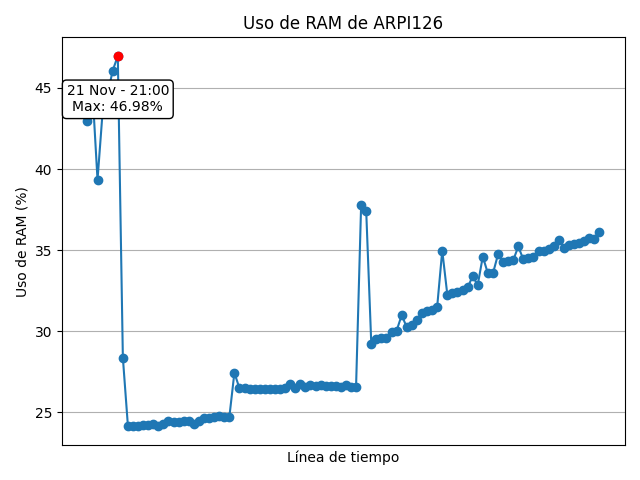 Uso de RAM de ARPI126
45
40
35
30
25
Uso de RAM (%)
21 Nov - 21:00
Max: 46.98%
Línea de tiempo